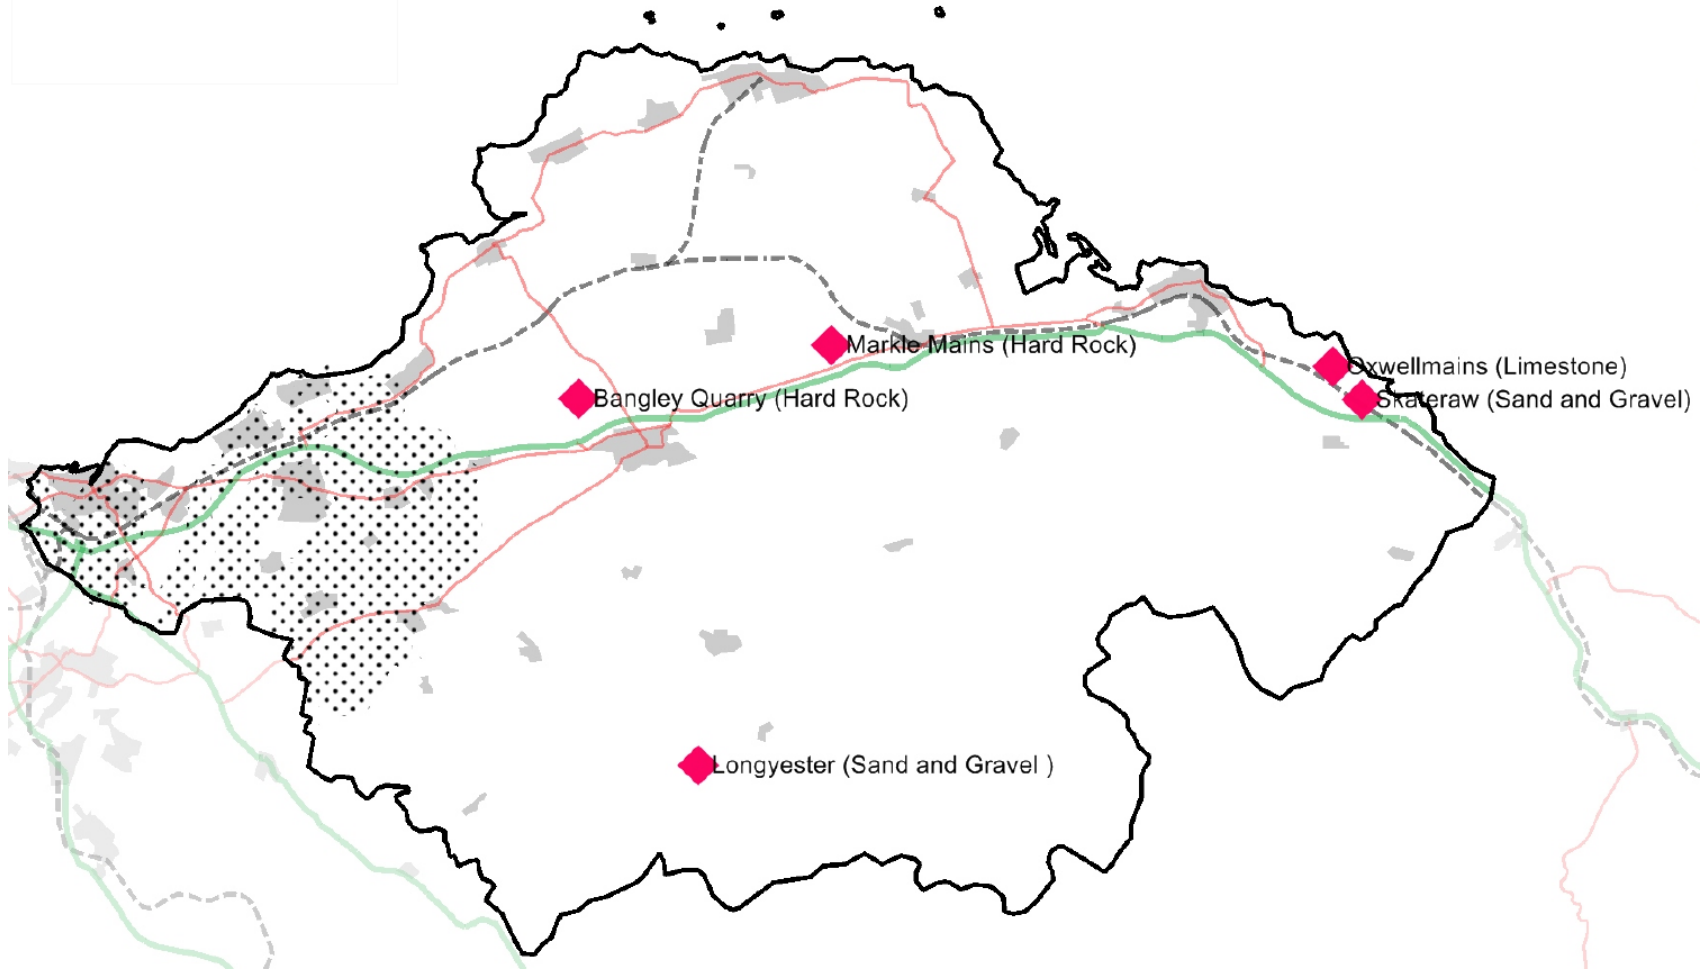 Markle Mains (Hard Rock)
Oxwellmains (Limestone)
Bangley Quarry (Hard Rock)
Skateraw (Sand and Gravel)
Longyester (Sand and Gravel )